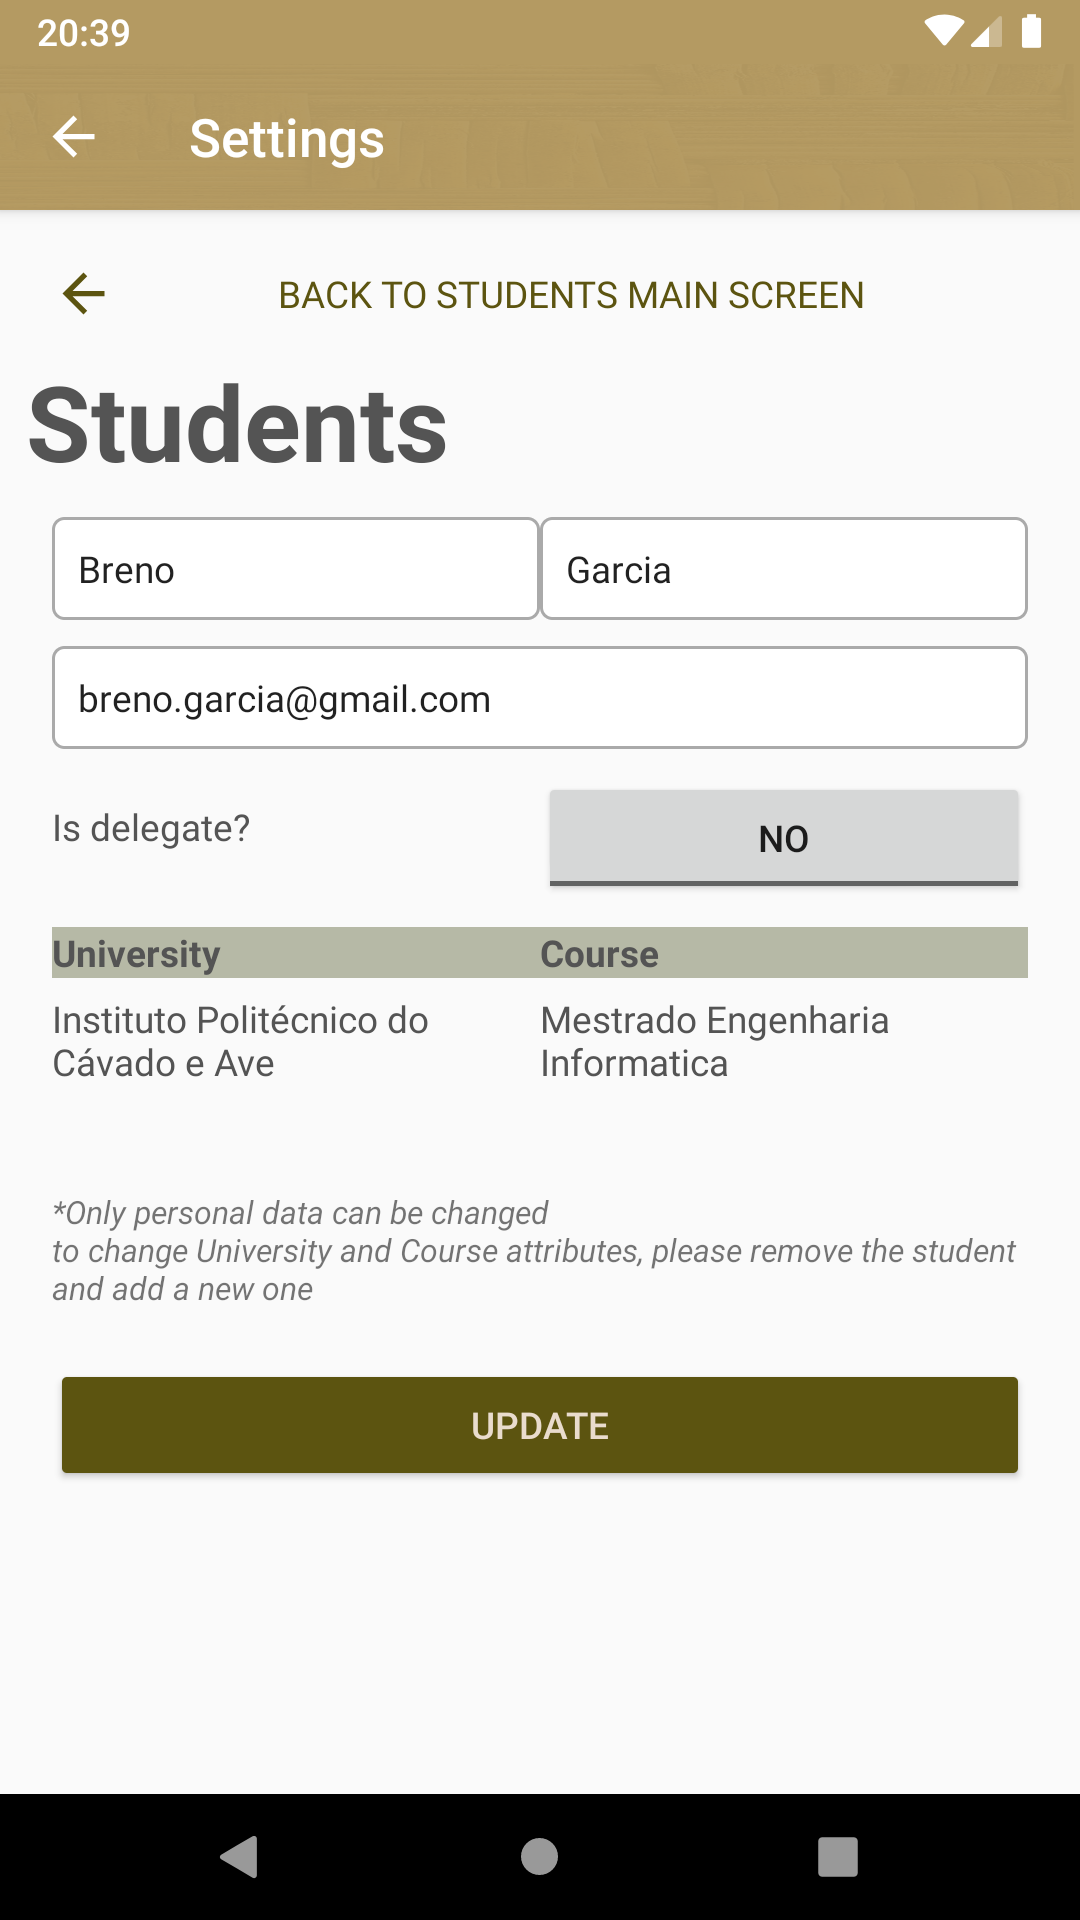 20:39
Settings
BACK TO STUDENTS MAIN SCREEN
Students
Breno
Garcia
breno.garcia@gmail.com
Is delegate?
NO
University
Course
Instituto Politécnico do
Cávado e Ave
Mestrado Engenharia
Informatica
*Only personal data can be changed
to change University and Course attributes, please remove the student
and add a new one
UPDATE